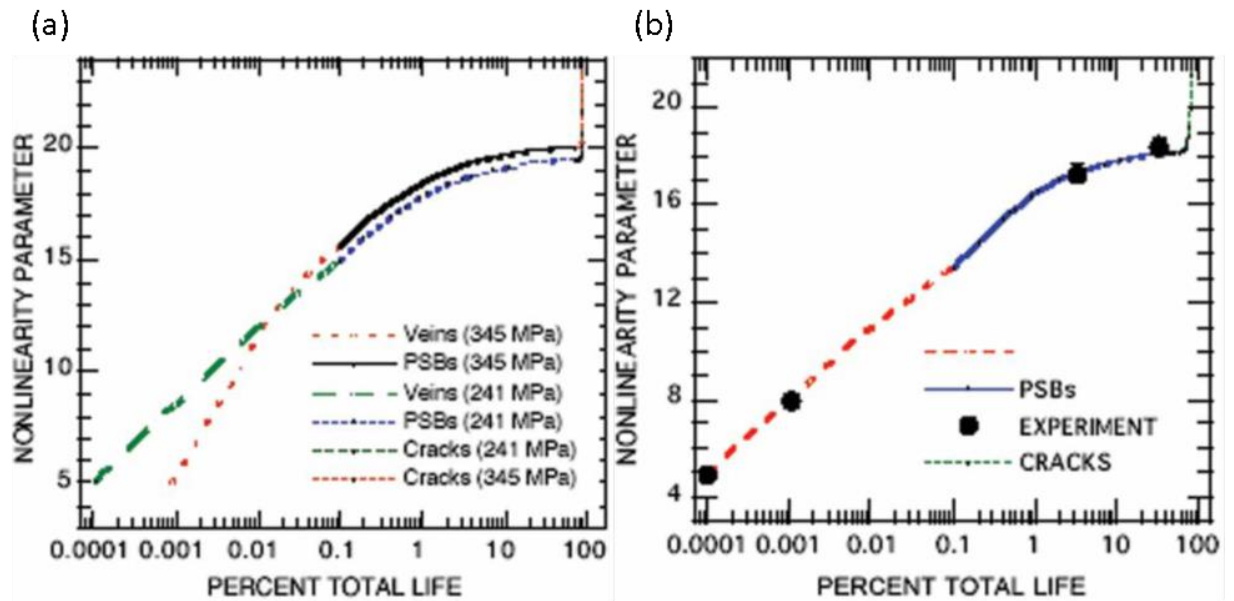 (a)
NONLINEARITY PARAMETER
20
15
10
5
Veins (345 MPa)
PSBs (345 MPa)
Veins (241 MPa)
PSBs (241 MPa)
Cracks (241 MPa)
Cracks (345 MPa)
0.0001 0.001 0.01 0.1 1 10 100
PERCENT TOTAL LIFE
(b)
NONLINEARITY PARAMETER
20
16
12
8
4
PSBs
EXPERIMENT
CRACKS
0.0001 0.001 0.01 0.1 1 10 100
PERCENT TOTAL LIFE